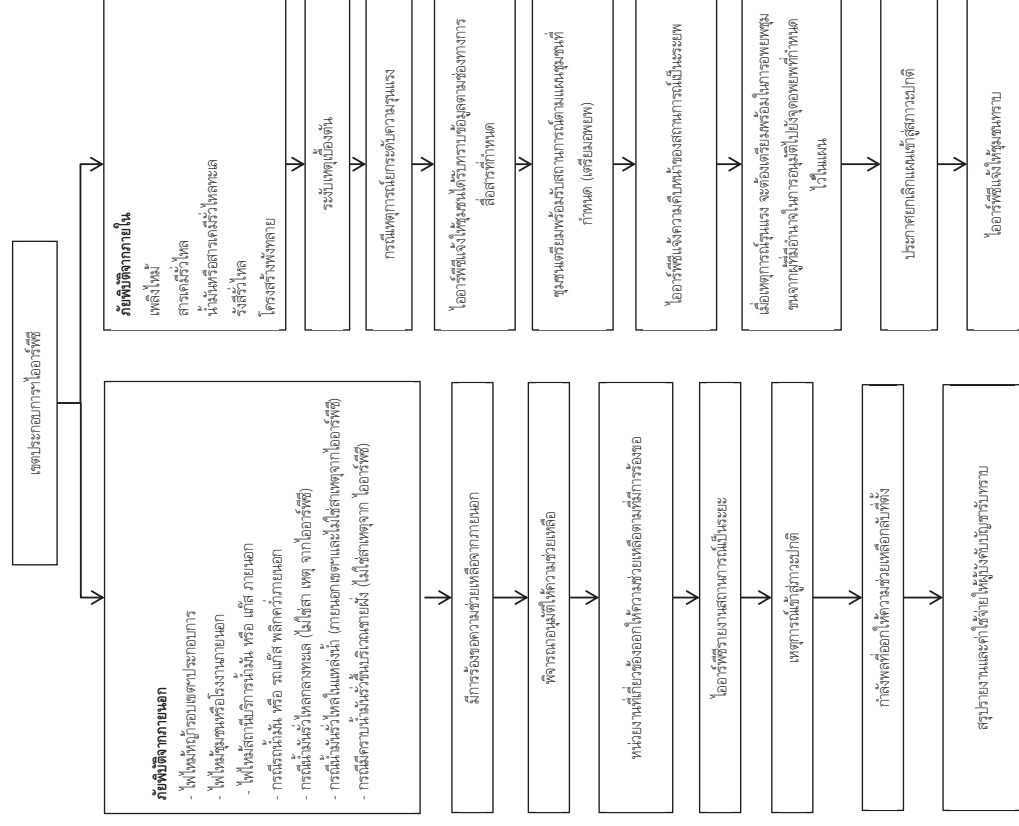 เขตประกอบการฯไออาร์พีซี
ภัยพิบัติจากภายนอก
- ไฟไหม้หญ้ารอบเขตฯประกอบการ
- ไฟไหม้ชุมชนหรือโรงงานภายนอก
- ไฟไหม้สถานีบริการน้ำมัน หรือ แก๊ส ภายนอก
- กรณีรถน้ำมัน หรือ รถแก๊ส พลิกคว่ำภายนอก
- กรณีน้ำมันรั่วไหลกลางทะเล (ไม่ใช่สา เหตุ จากไออาร์พีซี)
- กรณีน้ำมันรั่วไหลในแหล่งน้ำ (ภายนอกเขตฯและไม่ใช่สาเหตุจากไออาร์พีซี)
- กรณีมีคราบน้ำมันรั่วขึ้นบริเวณชายฝั่ง (ไม่ใช่สาเหตุจาก ไออาร์พีซี)
มีการร้องขอความช่วยเหลือจากภายนอก
พิจารณาอนุมัติให้ความช่วยเหลือ
หน่วยงานที่เกี่ยวข้องออกให้ความช่วยเหลือตามที่มีการร้องขอ
ไออาร์พีซีรายงานสถานการณ์เป็นระยะ
เหตุการณ์เข้าสู่ภาวะปกติ
กำลังพลที่ออกให้ความช่วยเหลือกลับที่ตั้ง
สรุปรายงานและค่าใช้จ่ายให้ผู้บังคับบัญชารับทราบ
ภัยพิบัติจากภายใน
เพลิงไหม้
สารเคมีรั่วไหล
น้ำมันหรือสารเคมีรั่วไหลทะเล
รังสีรั่วไหล
โครงสร้างพังทลาย
ระงับเหตุเบื้องต้น
กรณีเหตุการณ์ยกระดับความรุนแรง
ไออาร์พีซีแจ้งให้ชุมชนได้รับทราบข้อมูลตามช่องทางการ
สื่อสารที่กำหนด
ชุมชนเตรียมพร้อมรับสถานการณ์ตามแผนชุมชนที่
กำหนด (เตรียมอพยพ)
ไออาร์พีซีแจ้งความคืบหน้าของสถานการณ์เป็นระยะยพ
เมื่อเหตุการณ์รุนแรง จะต้องเตรียมพร้อมในการอพยพชุม
ชนจากผู้ที่มีอำนาจในการอนุมัติไปยังจุดอพยพที่กำหนด
ไว้ในแผน
ประกาศยกเลิกแผนเข้าสู่สภาวะปกติ
ไออาร์พีซีแจ้งให้ชุมชนทราบ